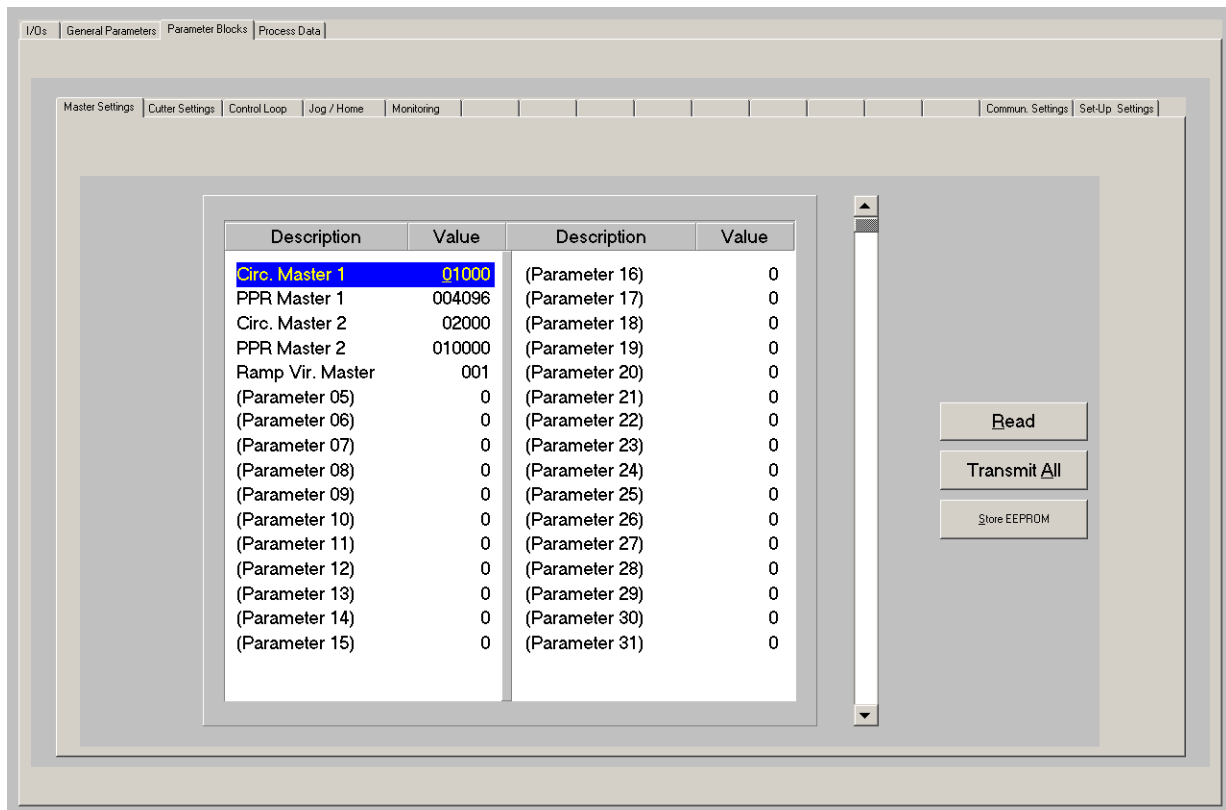 I/Os General Parameters Parameter Blocks Process Data
Master Settings Cutter Settings Control Loop Jog / Home Monitoring Commun. Settings Set-Up Settings
Description Value Description Value
Circ. Master 1 01000 (Parameter 16) 0
PPR Master 1 004096 (Parameter 17) 0
Circ. Master 2 02000 (Parameter 18) 0
PPR Master 2 010000 (Parameter 19) 0
Ramp Vir. Master 001 (Parameter 20) 0
(Parameter 05) 0 (Parameter 21) 0
(Parameter 06) 0 (Parameter 22) 0
(Parameter 07) 0 (Parameter 23) 0
(Parameter 08) 0 (Parameter 24) 0
(Parameter 09) 0 (Parameter 25) 0
(Parameter 10) 0 (Parameter 26) 0
(Parameter 11) 0 (Parameter 27) 0
(Parameter 12) 0 (Parameter 28) 0
(Parameter 13) 0 (Parameter 29) 0
(Parameter 14) 0 (Parameter 30) 0
(Parameter 15) 0 (Parameter 31) 0
Read
Transmit All
Store EEPROM